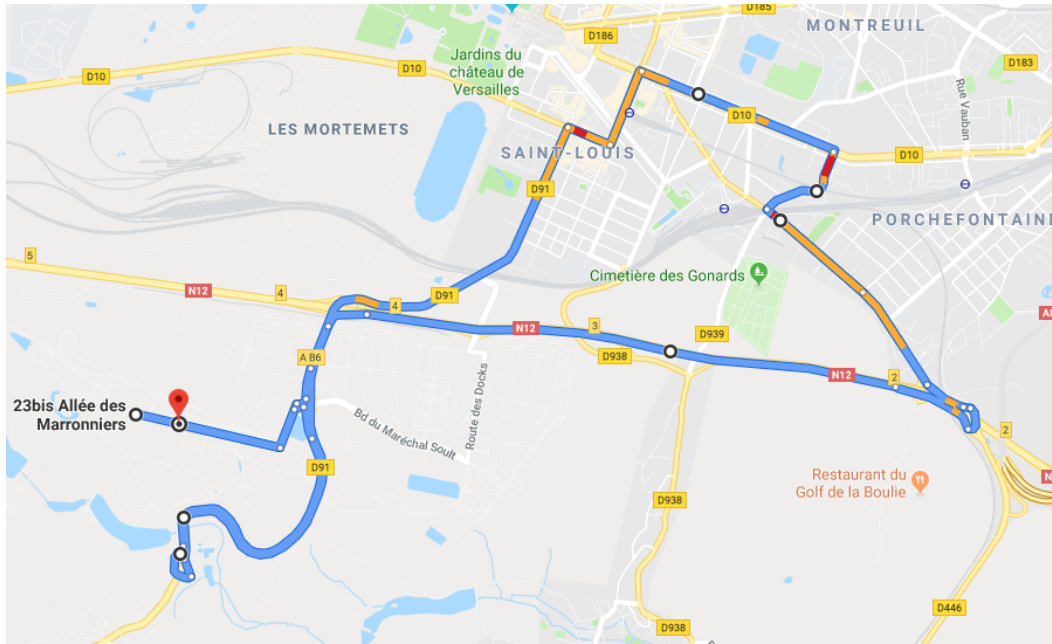 D185
MONTREUIL
D186
Jardins du
château de
Versailles
D183
D10
Rue Vauban
D10
LES MORTEMETS
SAINT-LOUIS
D10
D91
PORCHEFONTAINE
5
Cimetière des Gonards
N12
4
D91
4
N12
3
D939
D938
A B6
N12
2
23bis Allée des
Marronniers
Bd du Maréchal Soult
Route des Docks
2
D91
Restaurant du
Golf de la Boulie
D938
D446
D938